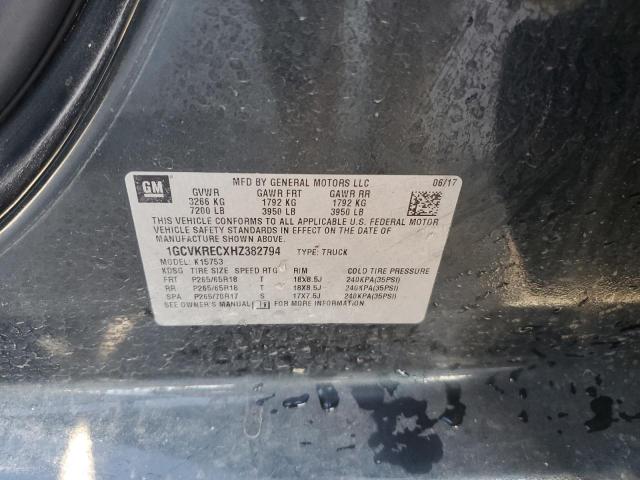 GM
MFD BY GENERAL MOTORS LLC 06/17
GVWR GAWR FRT GAWR RR
3266 KG 1792 KG 1792 KG
7200 LB 3950 LB 3950 LB
THIS VEHICLE CONFORMS TO ALL APPLICABLE U.S. FEDERAL MOTOR
VEHICLE SAFETY STANDARDS IN EFFECT ON THE DATE OF
MANUFACTURE SHOWN ABOVE.
1GCVKRECXHZ382794 TYPE: TRUCK
MODEL: K15753
KDSG TIRE SIZE SPEED RTG RIM COLD TIRE PRESSURE
FRT P265/65R18 T 18X8.5J 240KPA(35PSI)
RR P265/65R18 T 18X8.5J 240KPA(35PSI)
SPA P265/70R17 S 17X7.5J 240KPA(35PSI)
SEE OWNER'S MANUAL FOR MORE INFORMATION.